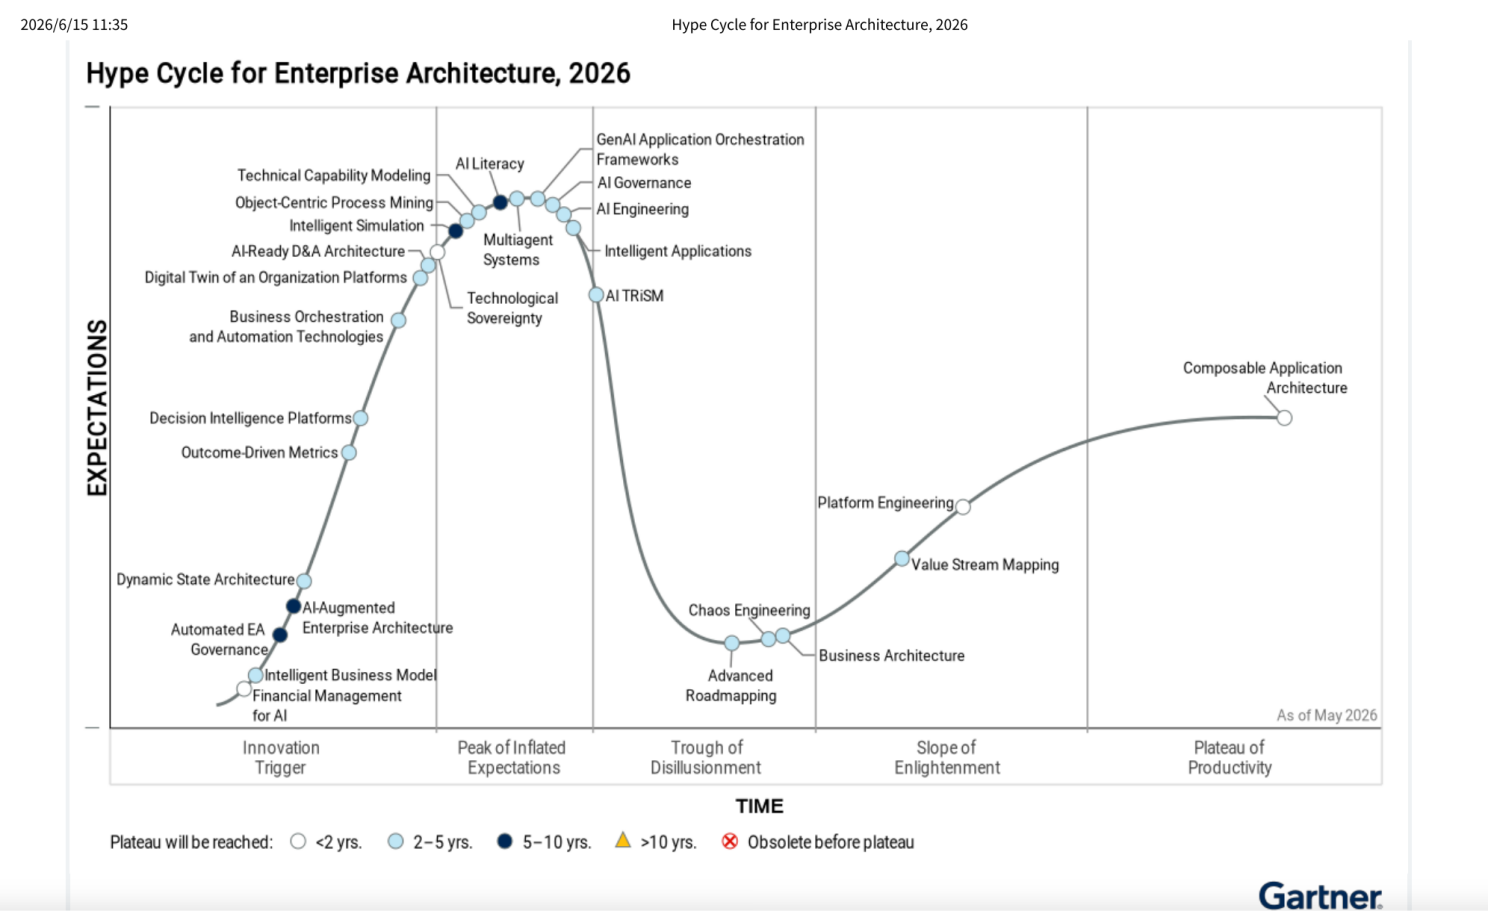 2026/6/15 11:35
Hype Cycle for Enterprise Architecture, 2026
Hype Cycle for Enterprise Architecture, 2026
EXPECTATIONS
GenAI Application Orchestration
Frameworks
AI Literacy
Technical Capability Modeling
AI Governance
Object-Centric Process Mining
AI Engineering
Intelligent Simulation
Multiagent
Systems
AI-Ready D&A Architecture
Intelligent Applications
Digital Twin of an Organization Platforms
Technological
Sovereignty
AI TRiSM
Business Orchestration
and Automation Technologies
Composable Application
Architecture
Decision Intelligence Platforms
Outcome-Driven Metrics
Platform Engineering
Value Stream Mapping
Dynamic State Architecture
AI-Augmented
Enterprise Architecture
Chaos Engineering
Automated EA
Governance
Business Architecture
Intelligent Business Model
Advanced
Roadmapping
Financial Management
for AI
As of May 2026
Innovation
Trigger
Peak of Inflated
Expectations
Trough of
Disillusionment
Slope of
Enlightenment
Plateau of
Productivity
TIME
Plateau will be reached: <2 yrs. 2–5 yrs. 5–10 yrs. >10 yrs. Obsolete before plateau
Gartner